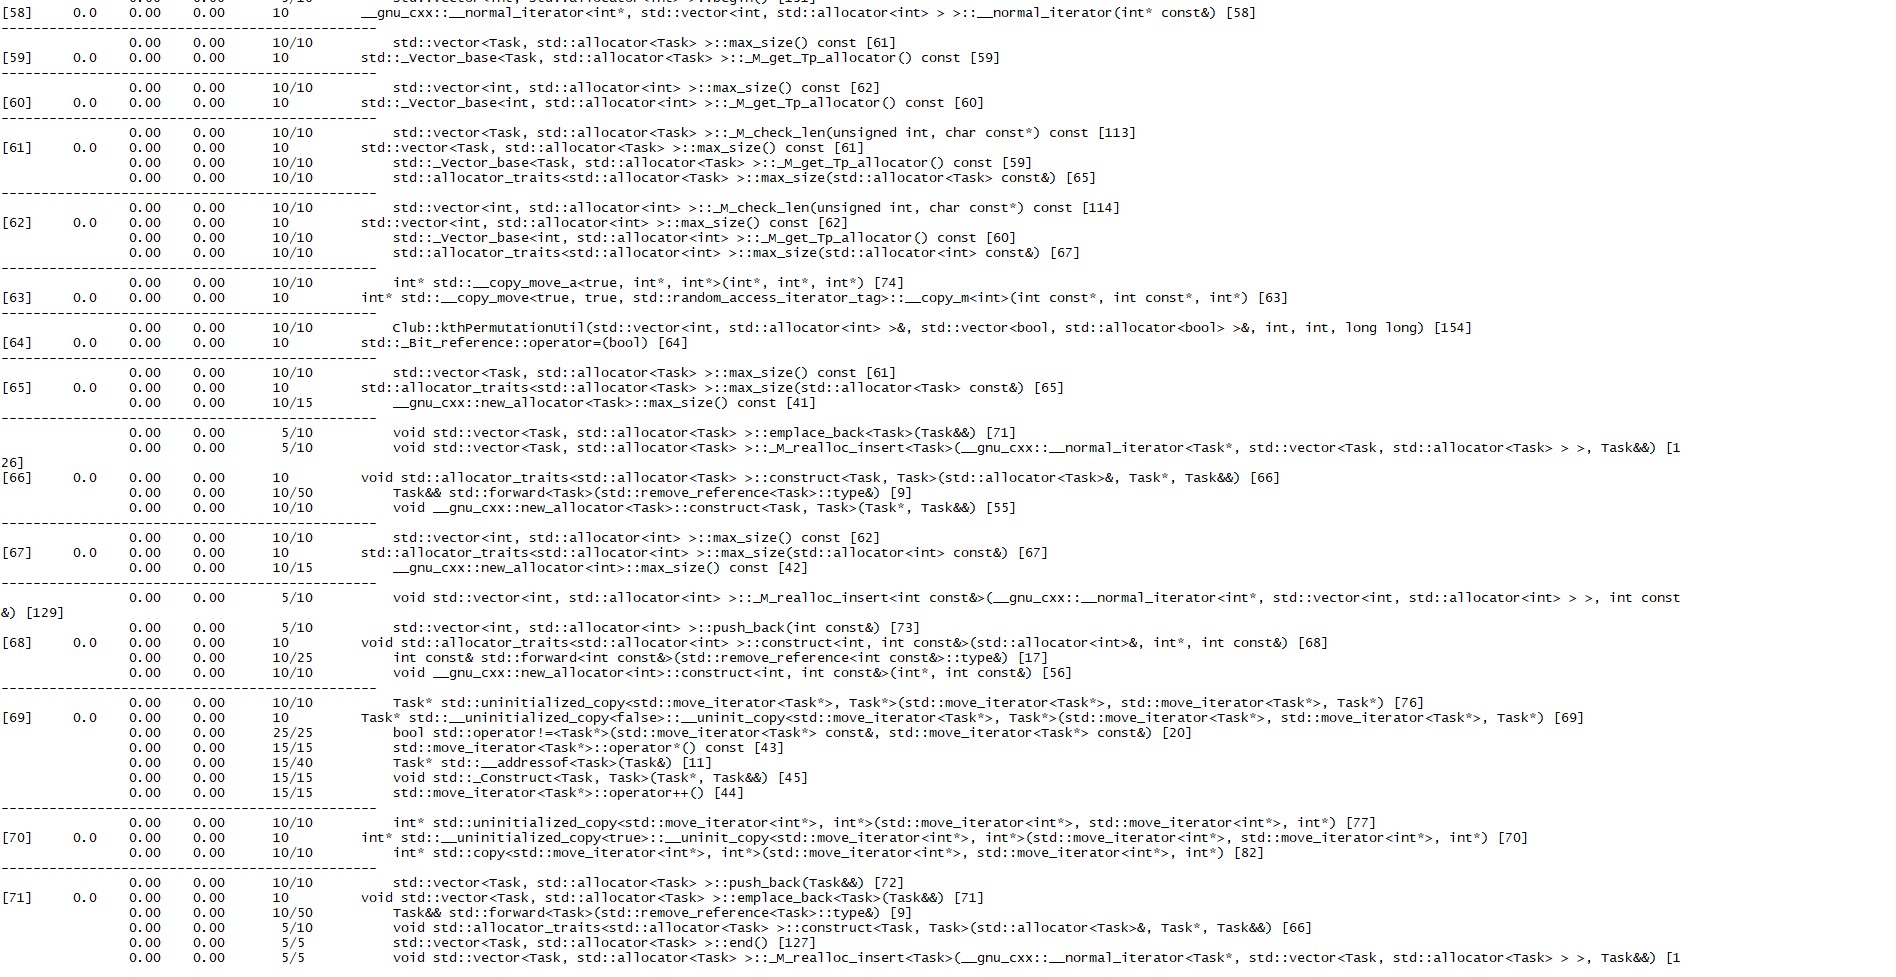 [58] 0.0 0.00 0.00 10 __gnu_cxx::__normal_iterator<int*, std::vector<int, std::allocator<int> > >::__normal_iterator(int* const&) [58]
-----------------------------------------------
0.00 0.00 10/10 std::vector<Task, std::allocator<Task> >::max_size() const [61]
[59] 0.0 0.00 0.00 10 std::_Vector_base<Task, std::allocator<Task> >::_M_get_Tp_allocator() const [59]
-----------------------------------------------
0.00 0.00 10/10 std::vector<int, std::allocator<int> >::max_size() const [62]
[60] 0.0 0.00 0.00 10 std::_Vector_base<int, std::allocator<int> >::_M_get_Tp_allocator() const [60]
-----------------------------------------------
0.00 0.00 10/10 std::vector<Task, std::allocator<Task> >::_M_check_len(unsigned int, char const*) const [113]
[61] 0.0 0.00 0.00 10 std::vector<Task, std::allocator<Task> >::max_size() const [61]
0.00 0.00 10/10 std::_Vector_base<Task, std::allocator<Task> >::_M_get_Tp_allocator() const [59]
0.00 0.00 10/10 std::allocator_traits<std::allocator<Task> >::max_size(std::allocator<Task> const&) [65]
-----------------------------------------------
0.00 0.00 10/10 std::vector<int, std::allocator<int> >::_M_check_len(unsigned int, char const*) const [114]
[62] 0.0 0.00 0.00 10 std::vector<int, std::allocator<int> >::max_size() const [62]
0.00 0.00 10/10 std::_Vector_base<int, std::allocator<int> >::_M_get_Tp_allocator() const [60]
0.00 0.00 10/10 std::allocator_traits<std::allocator<int> >::max_size(std::allocator<int> const&) [67]
-----------------------------------------------
0.00 0.00 10/10 int* std::__copy_move_a<true, int*, int*>(int*, int*, int*) [74]
[63] 0.0 0.00 0.00 10 int* std::__copy_move<true, true, std::random_access_iterator_tag>::__copy_m<int>(int const*, int const*, int*) [63]
-----------------------------------------------
0.00 0.00 10/10 Club::kthPermutationUtil(std::vector<int, std::allocator<int> >&, std::vector<bool, std::allocator<bool> >&, int, int, long long) [154]
[64] 0.0 0.00 0.00 10 std::_Bit_reference::operator=(bool) [64]
-----------------------------------------------
0.00 0.00 10/10 std::vector<Task, std::allocator<Task> >::max_size() const [61]
[65] 0.0 0.00 0.00 10 std::allocator_traits<std::allocator<Task> >::max_size(std::allocator<Task> const&) [65]
0.00 0.00 10/15 __gnu_cxx::new_allocator<Task>::max_size() const [41]
-----------------------------------------------
0.00 0.00 5/10 void std::vector<Task, std::allocator<Task> >::emplace_back<Task>(Task&&) [71]
0.00 0.00 5/10 void std::vector<Task, std::allocator<Task> >::_M_realloc_insert<Task>(__gnu_cxx::__normal_iterator<Task*, std::vector<Task, std::allocator<Task> > >, Task&&) [1
26]
[66] 0.0 0.00 0.00 10 void std::allocator_traits<std::allocator<Task> >::construct<Task, Task>(std::allocator<Task>&, Task*, Task&&) [66]
0.00 0.00 10/50 Task&& std::forward<Task>(std::remove_reference<Task>::type&) [9]
0.00 0.00 10/10 void __gnu_cxx::new_allocator<Task>::construct<Task, Task>(Task*, Task&&) [55]
-----------------------------------------------
0.00 0.00 10/10 std::vector<int, std::allocator<int> >::max_size() const [62]
[67] 0.0 0.00 0.00 10 std::allocator_traits<std::allocator<int> >::max_size(std::allocator<int> const&) [67]
0.00 0.00 10/15 __gnu_cxx::new_allocator<int>::max_size() const [42]
-----------------------------------------------
0.00 0.00 5/10 void std::vector<int, std::allocator<int> >::_M_realloc_insert<int const&>(__gnu_cxx::__normal_iterator<int*, std::vector<int, std::allocator<int> > >, int const
&) [129]
0.00 0.00 5/10 std::vector<int, std::allocator<int> >::push_back(int const&) [73]
[68] 0.0 0.00 0.00 10 void std::allocator_traits<std::allocator<int> >::construct<int, int const&>(std::allocator<int>&, int*, int const&) [68]
0.00 0.00 10/25 int const& std::forward<int const&>(std::remove_reference<int const&>::type&) [17]
0.00 0.00 10/10 void __gnu_cxx::new_allocator<int>::construct<int, int const&>(int*, int const&) [56]
-----------------------------------------------
0.00 0.00 10/10 Task* std::uninitialized_copy<std::move_iterator<Task*>, Task*>(std::move_iterator<Task*>, std::move_iterator<Task*>, Task*) [76]
[69] 0.0 0.00 0.00 10 Task* std::__uninitialized_copy<false>::__uninit_copy<std::move_iterator<Task*>, Task*>(std::move_iterator<Task*>, std::move_iterator<Task*>, Task*) [69]
0.00 0.00 25/25 bool std::operator!=<Task*>(std::move_iterator<Task*> const&, std::move_iterator<Task*> const&) [20]
0.00 0.00 15/15 std::move_iterator<Task*>::operator*() const [43]
0.00 0.00 15/40 Task* std::__addressof<Task>(Task&) [11]
0.00 0.00 15/15 void std::_Construct<Task, Task>(Task*, Task&&) [45]
0.00 0.00 15/15 std::move_iterator<Task*>::operator++() [44]
-----------------------------------------------
0.00 0.00 10/10 int* std::uninitialized_copy<std::move_iterator<int*>, int*>(std::move_iterator<int*>, std::move_iterator<int*>, int*) [77]
[70] 0.0 0.00 0.00 10 int* std::__uninitialized_copy<true>::__uninit_copy<std::move_iterator<int*>, int*>(std::move_iterator<int*>, std::move_iterator<int*>, int*) [70]
0.00 0.00 10/10 int* std::copy<std::move_iterator<int*>, int*>(std::move_iterator<int*>, std::move_iterator<int*>, int*) [82]
-----------------------------------------------
0.00 0.00 10/10 std::vector<Task, std::allocator<Task> >::push_back(Task&&) [72]
[71] 0.0 0.00 0.00 10 void std::vector<Task, std::allocator<Task> >::emplace_back<Task>(Task&&) [71]
0.00 0.00 10/50 Task&& std::forward<Task>(std::remove_reference<Task>::type&) [9]
0.00 0.00 5/10 void std::allocator_traits<std::allocator<Task> >::construct<Task, Task>(std::allocator<Task>&, Task*, Task&&) [66]
0.00 0.00 5/5 std::vector<Task, std::allocator<Task> >::end() [127]
0.00 0.00 5/5 void std::vector<Task, std::allocator<Task> >::_M_realloc_insert<Task>(__gnu_cxx::__normal_iterator<Task*, std::vector<Task, std::allocator<Task> > >, Task&&) [1